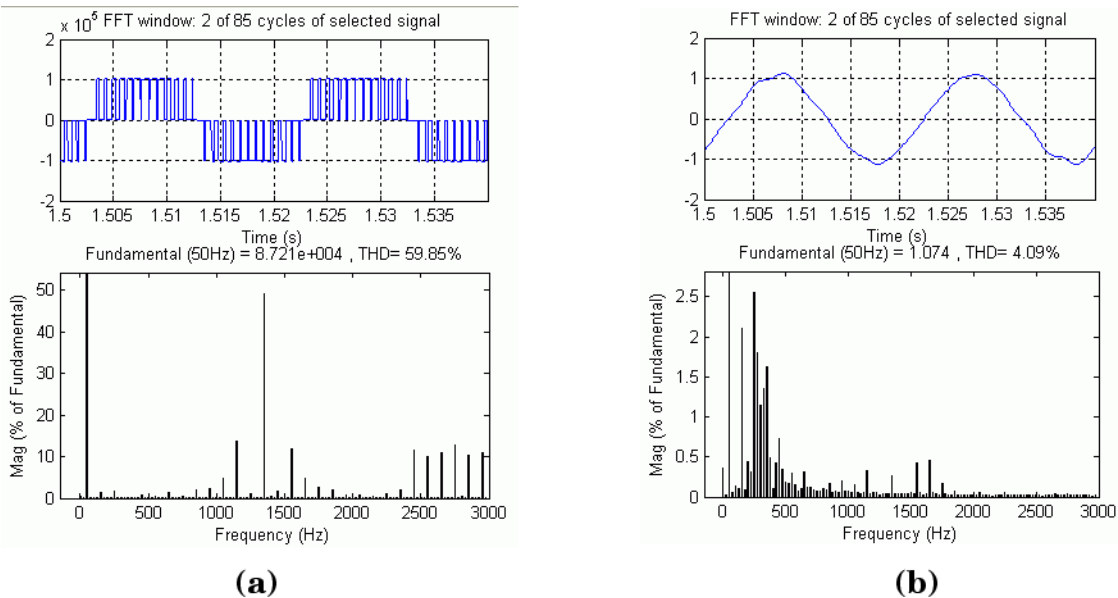 x 10^5 FFT window: 2 of 85 cycles of selected signal
2
1
0
-1
-2
1.5 1.505 1.51 1.515 1.52 1.525 1.53 1.535
Time (s)
Fundamental (50Hz) = 8.721e+004 , THD= 59.85%
Mag (% of Fundamental)
50
40
30
20
10
0
0 500 1000 1500 2000 2500 3000
Frequency (Hz)
(a)
FFT window: 2 of 85 cycles of selected signal
2
1
0
-1
-2
1.5 1.505 1.51 1.515 1.52 1.525 1.53 1.535
Time (s)
Fundamental (50Hz) = 1.074 , THD= 4.09%
Mag (% of Fundamental)
2.5
2
1.5
1
0.5
0
0 500 1000 1500 2000 2500 3000
Frequency (Hz)
(b)